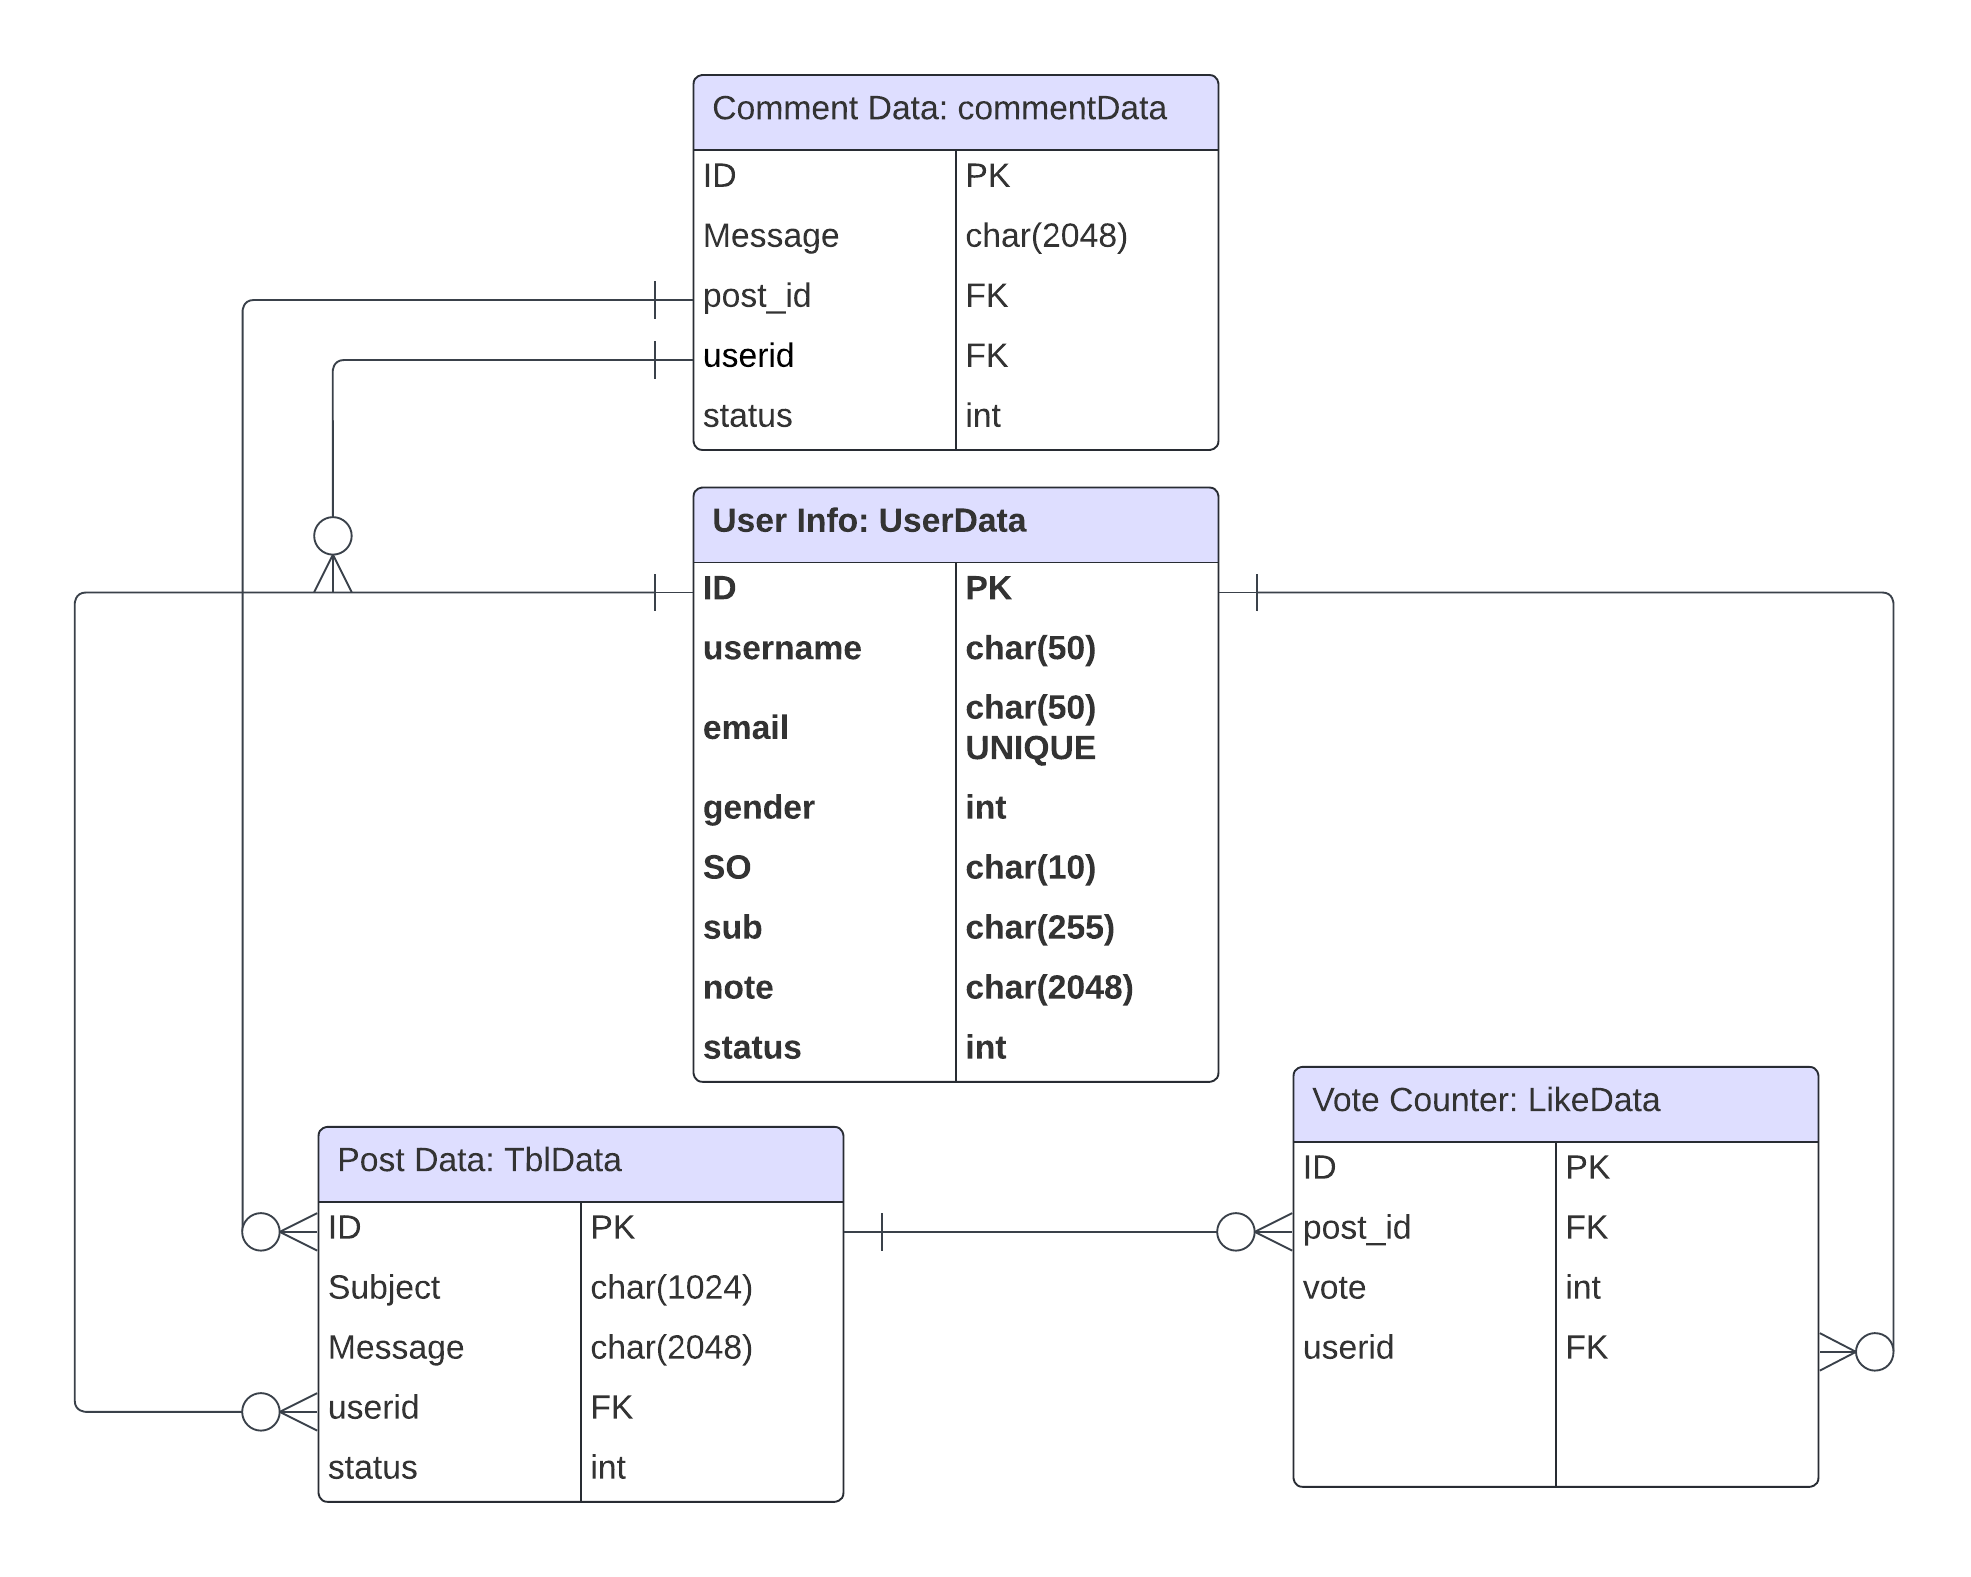 Comment Data: commentData
ID PK
Message char(2048)
post_id FK
userid FK
status int
User Info: UserData
ID PK
username char(50)
email char(50) UNIQUE
gender int
SO char(10)
sub char(255)
note char(2048)
status int
Post Data: TblData
ID PK
Subject char(1024)
Message char(2048)
userid FK
status int
Vote Counter: LikeData
ID PK
post_id FK
vote int
userid FK